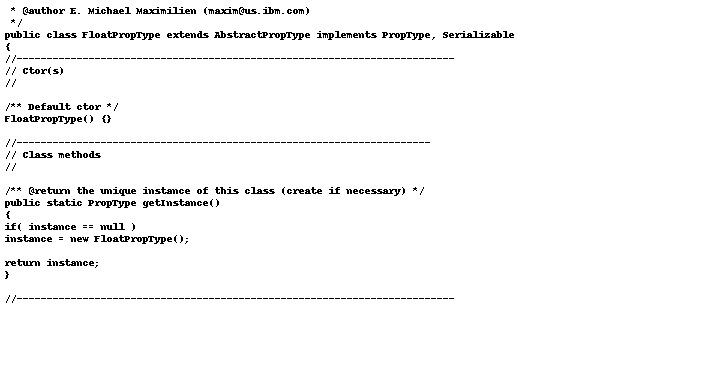 * @author E. Michael Maximilien (maxim@us.ibm.com)
*/
public class FloatPropType extends AbstractPropType implements PropType, Serializable
{
//-------------------------------------------------------------------------
// Ctor(s)
//
/** Default ctor */
FloatPropType() {}
//---------------------------------------------------------------------
// Class methods
//
/** @return the unique instance of this class (create if necessary) */
public static PropType getInstance()
{
if( instance == null )
instance = new FloatPropType();
return instance;
}
//-------------------------------------------------------------------------